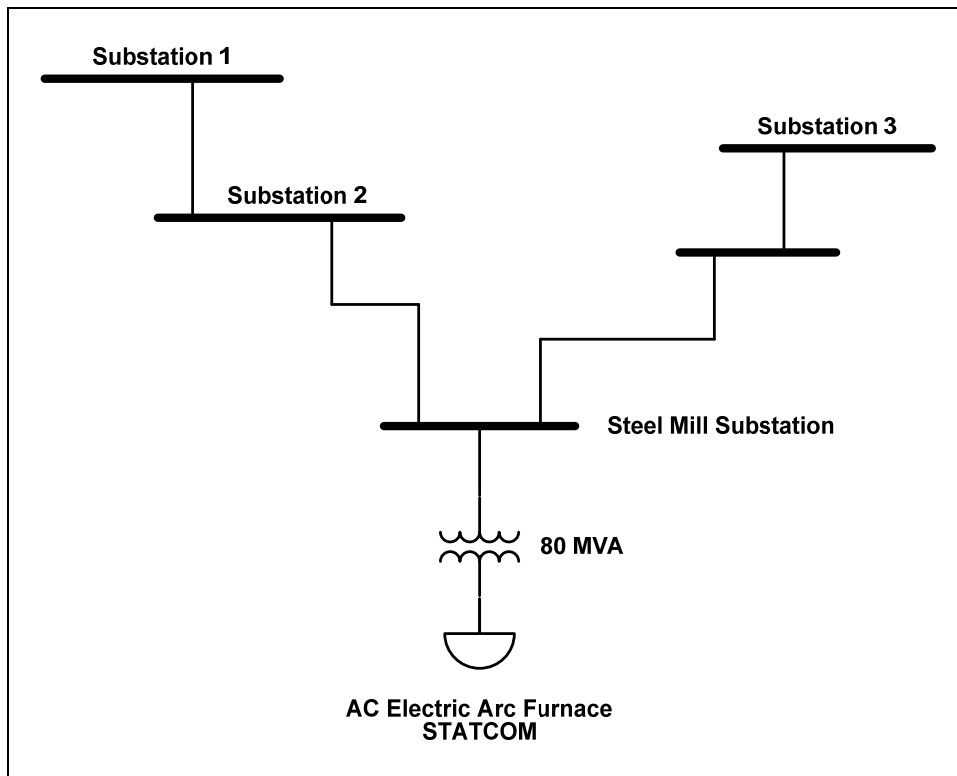 Substation 1
Substation 3
Substation 2
Steel Mill Substation
80 MVA
AC Electric Arc Furnace
STATCOM